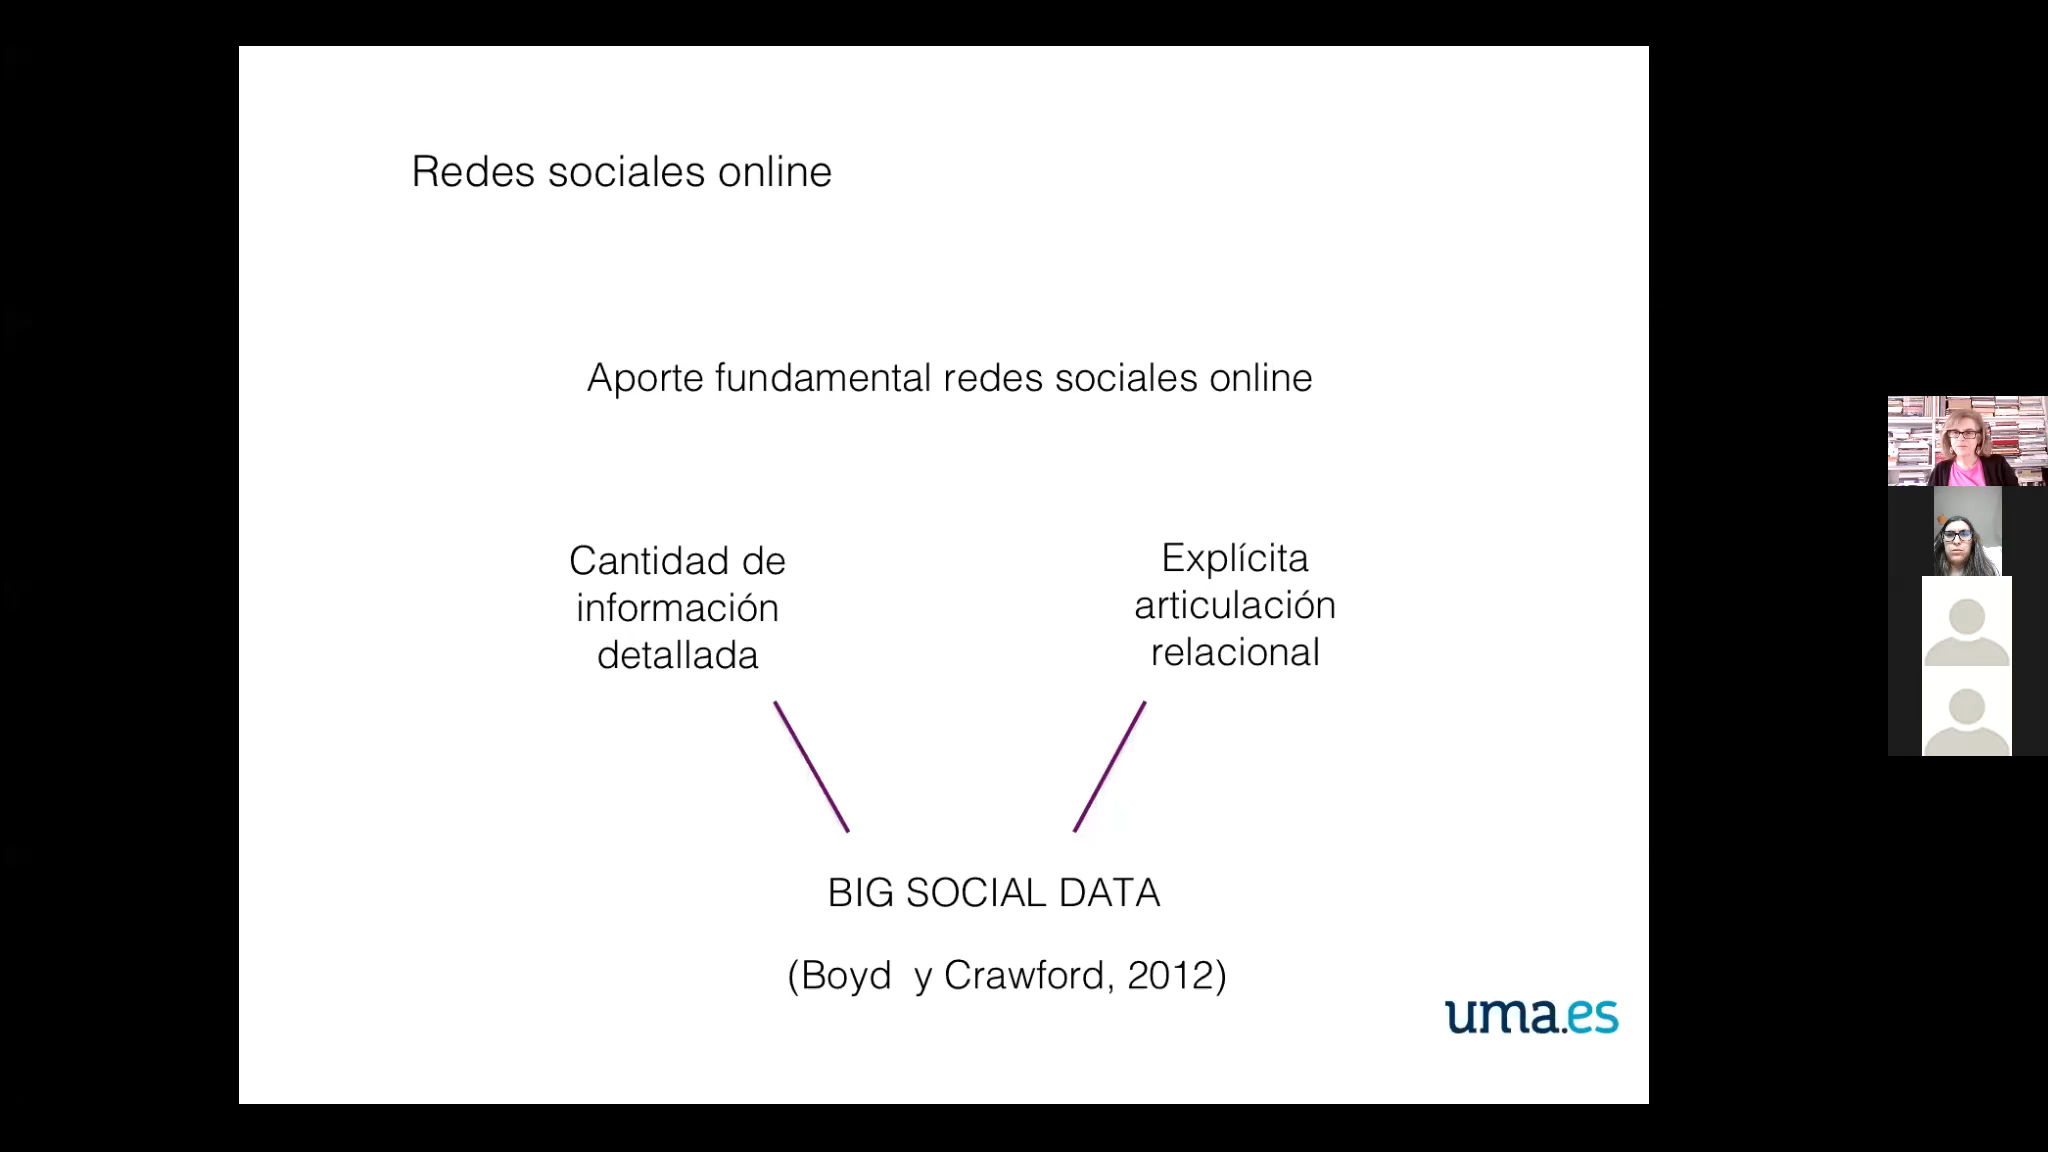 Redes sociales online
Aporte fundamental redes sociales online
Cantidad de
información
detallada
Explícita
articulación
relacional
BIG SOCIAL DATA
(Boyd  y Crawford, 2012)
uma.es